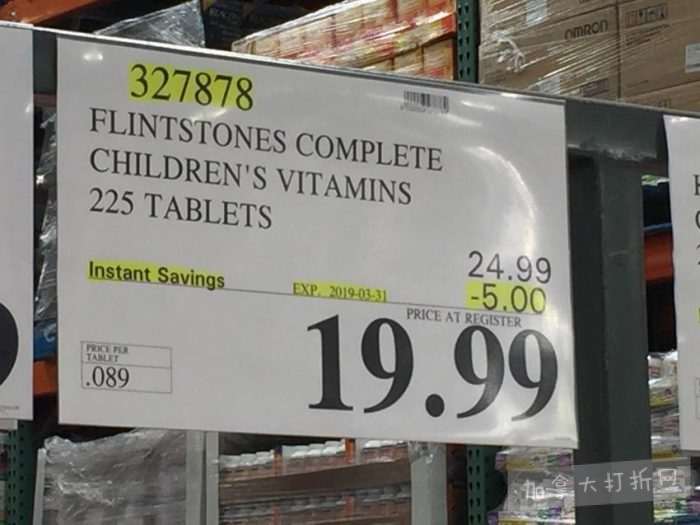 OMRON
327878
FLINTSTONES COMPLETE
CHILDREN'S VITAMINS
225 TABLETS
24.99
Instant Savings EXP. 2019-03-31 -5.00
PRICE AT REGISTER
19.99
PRICE PER
TABLET
.089
加拿大打折网